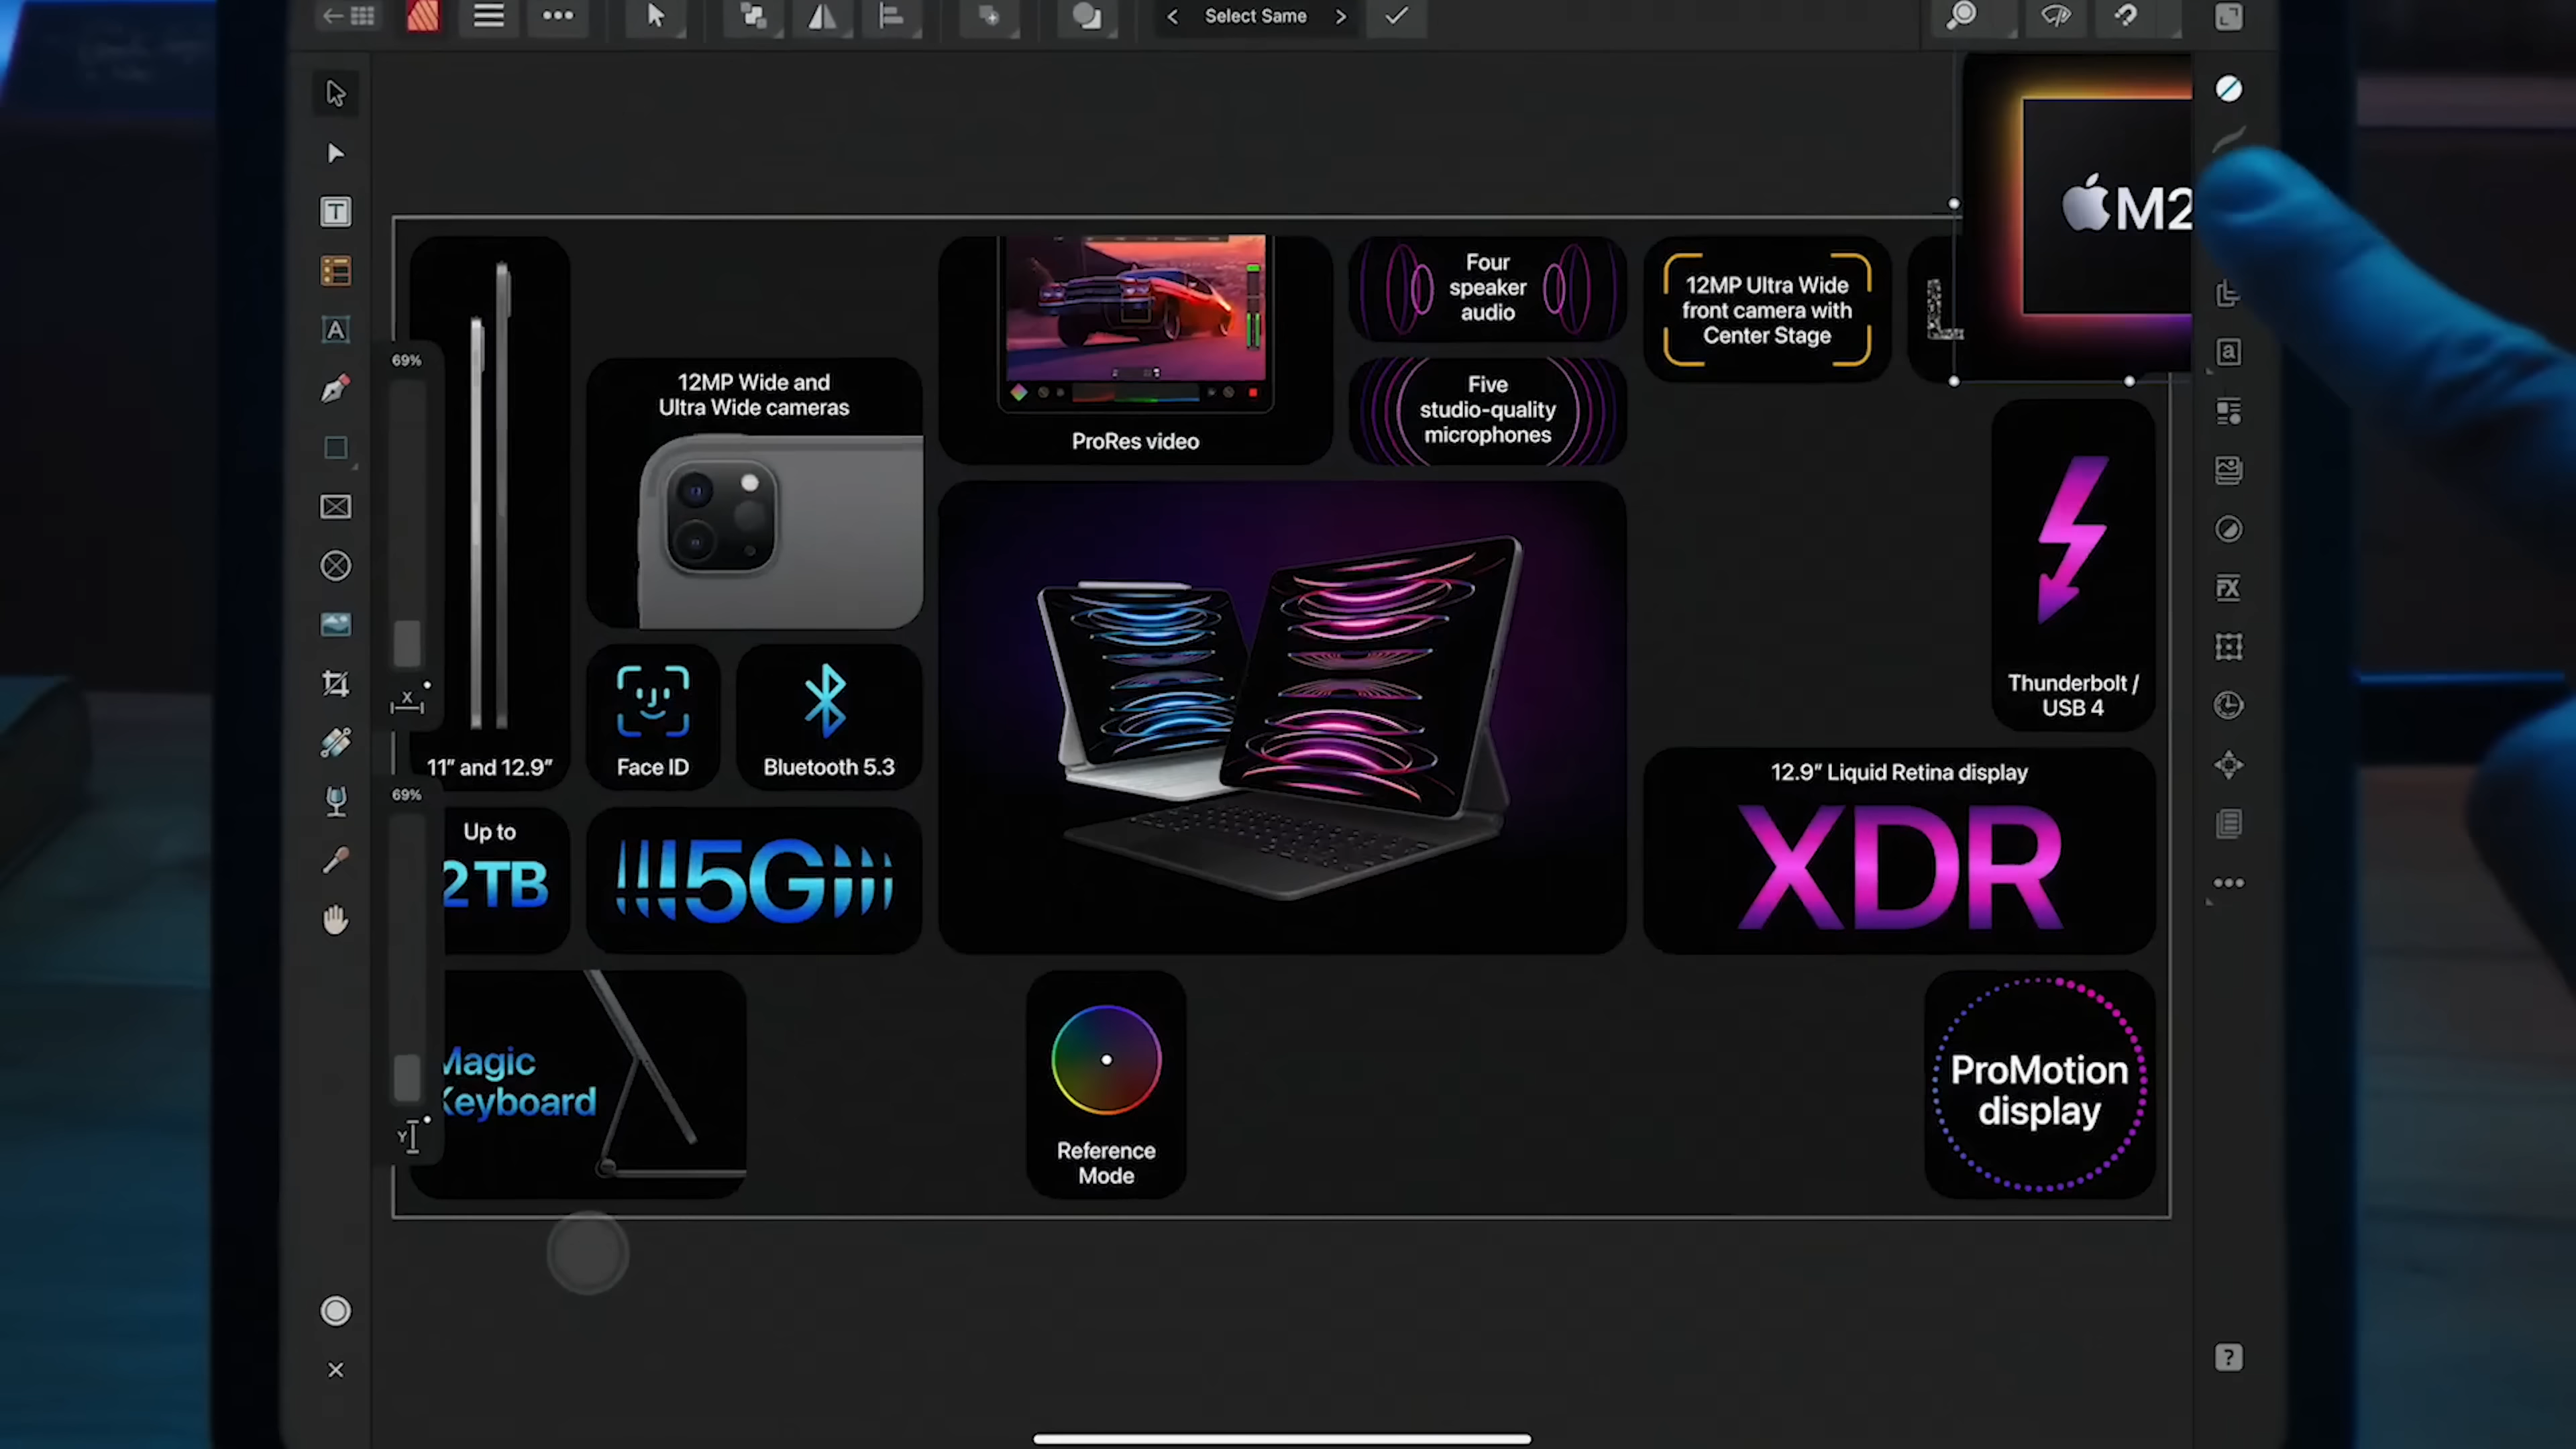 Select Same
M2
Four
speaker
audio
12MP Ultra Wide
front camera with
Center Stage
69%
12MP Wide and
Ultra Wide cameras
Five
studio-quality
microphones
ProRes video
X
Thunderbolt /
USB 4
11" and 12.9"
Face ID
Bluetooth 5.3
12.9" Liquid Retina display
XDR
69%
Up to
2TB
5G
Magic
Keyboard
Y
Reference
Mode
ProMotion
display